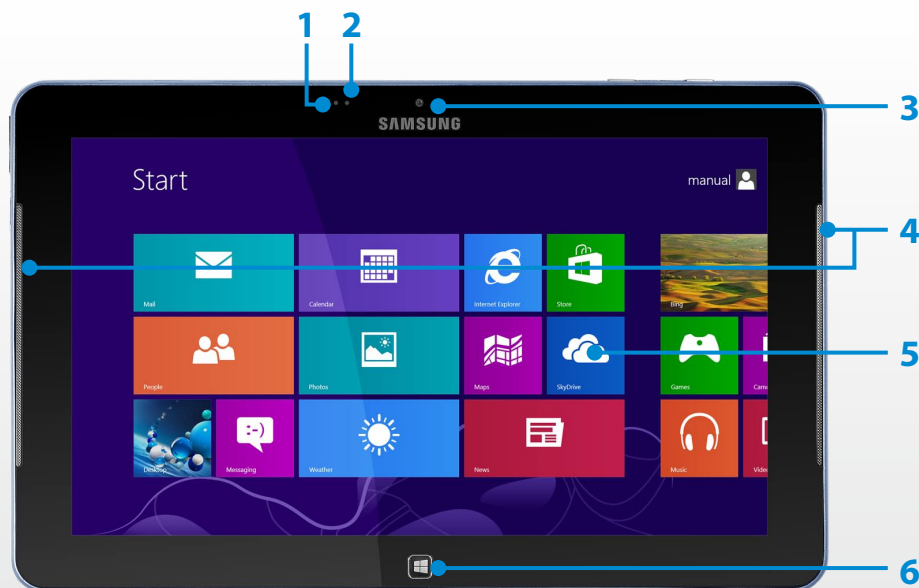 1 2
3
SAMSUNG
Start
manual
4
Mail
Calendar
Internet Explorer
Store
Bing
People
Photos
Maps
SkyDrive
Games
5
Desktop
Messaging
Weather
News
Music
6